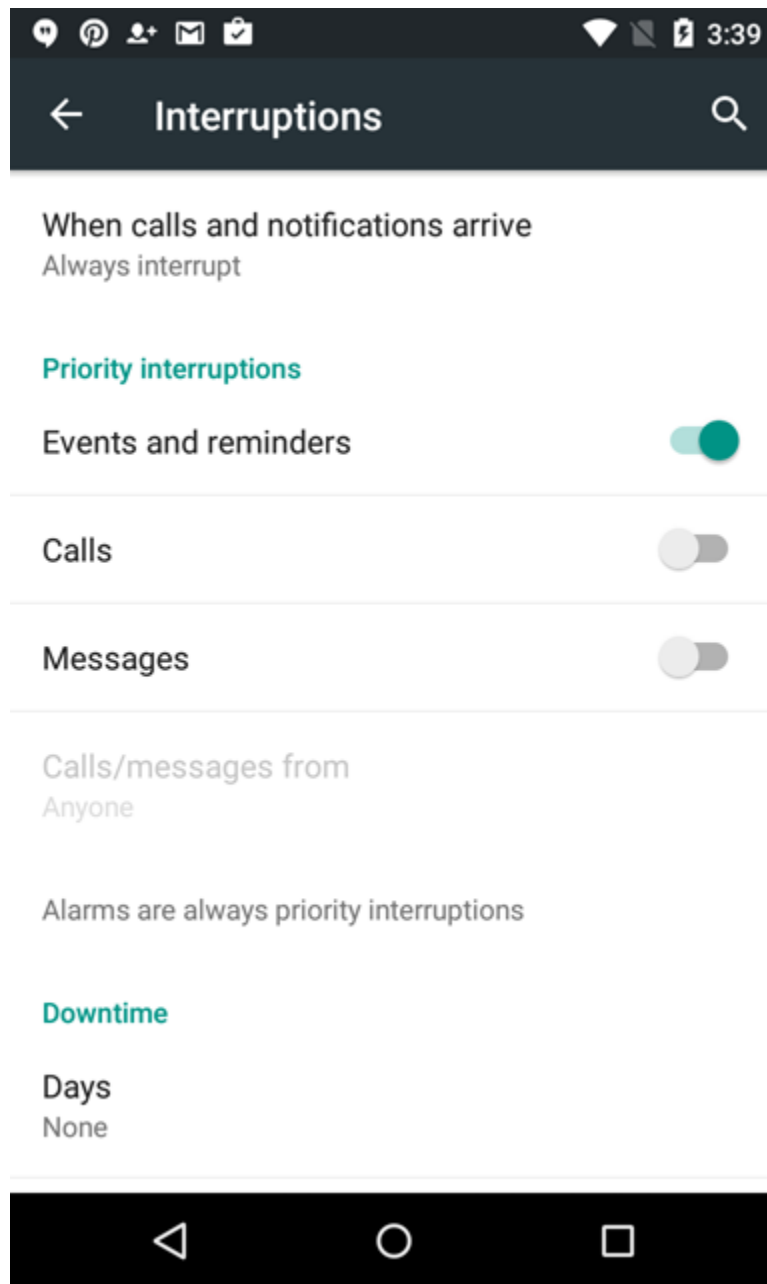 3:39
Interruptions
When calls and notifications arrive
Always interrupt
Priority interruptions
Events and reminders
Calls
Messages
Calls/messages from
Anyone
Alarms are always priority interruptions
Downtime
Days
None